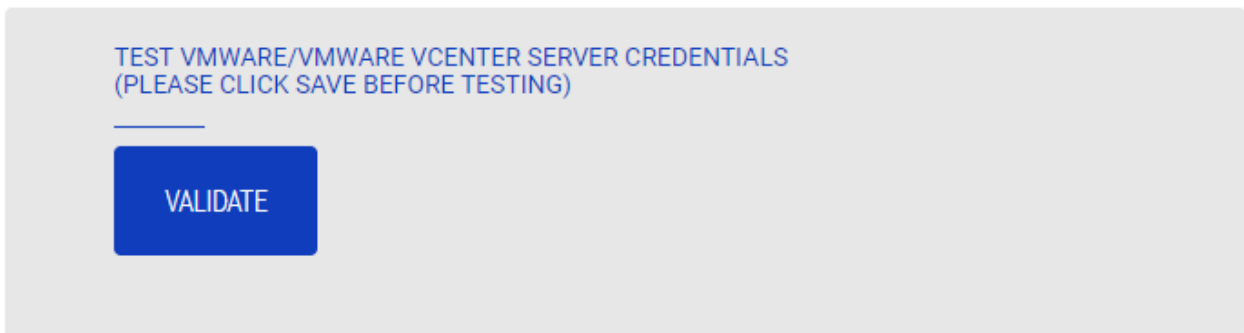 TEST VMWARE/VMWARE VCENTER SERVER CREDENTIALS
(PLEASE CLICK SAVE BEFORE TESTING)
VALIDATE